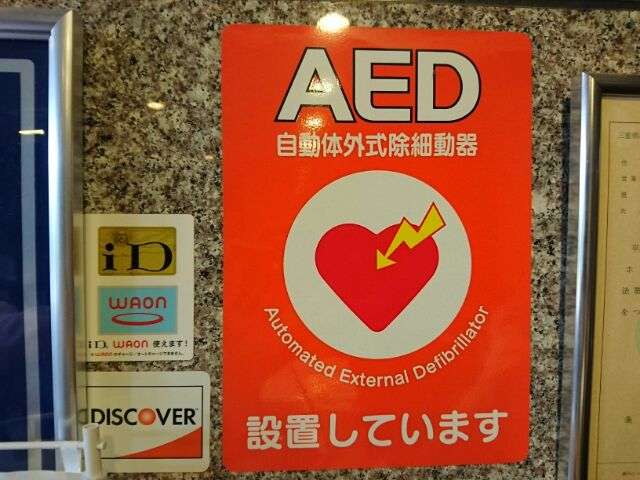 AED
自動体外式除細動器
Automated External Defibrillator
設置しています
iD
WAON
iD、WAON 使えます!
DISCOVER